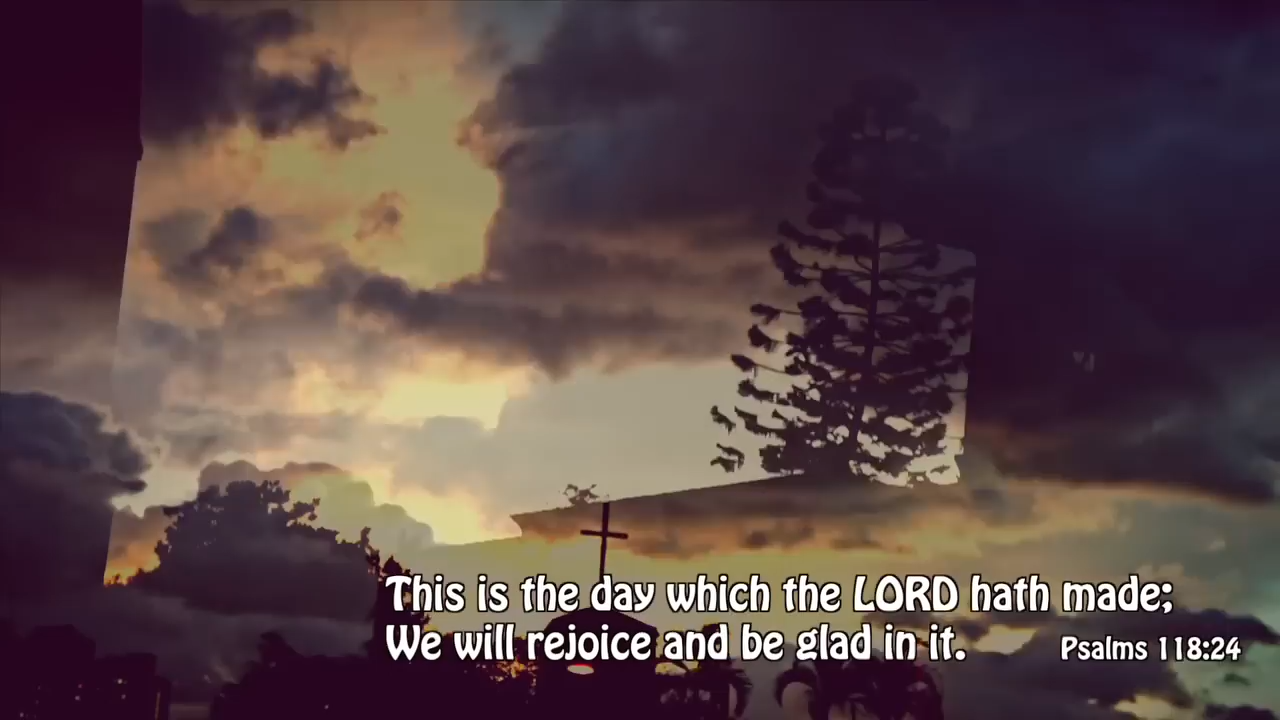 This is the day which the LORD hath made;
We will rejoice and be glad in it.
Psalms 118:24